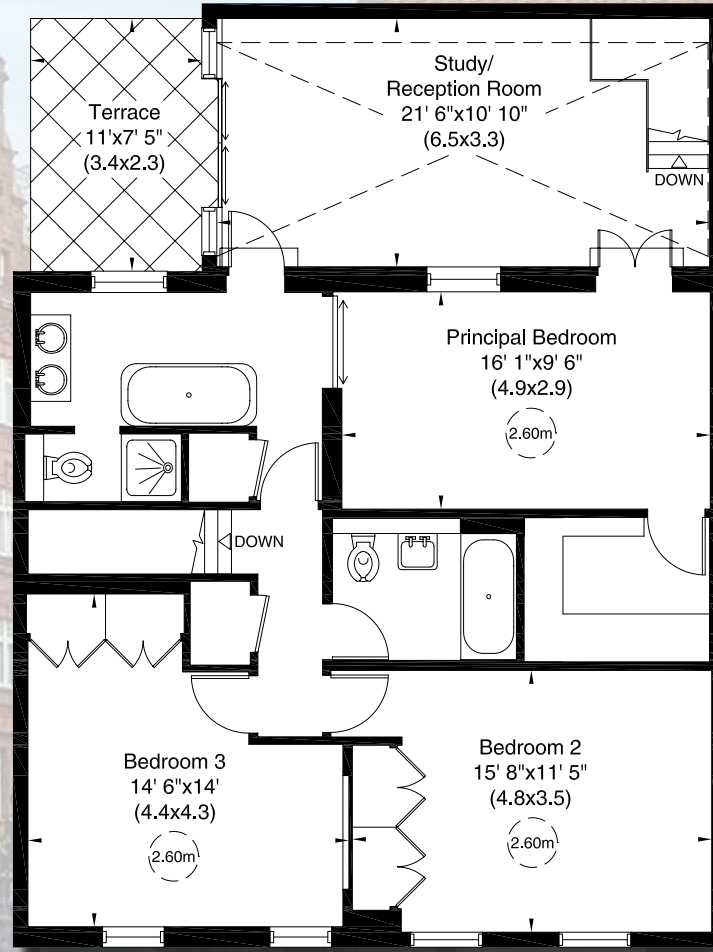 Terrace
11'x7' 5"
(3.4x2.3)
Study/
Reception Room
21' 6"x10' 10"
(6.5x3.3)
DOWN
Principal Bedroom
16' 1"x9' 6"
(4.9x2.9)
2.60m
DOWN
Bedroom 3
14' 6"x14'
(4.4x4.3)
2.60m
Bedroom 2
15' 8"x11' 5"
(4.8x3.5)
2.60m